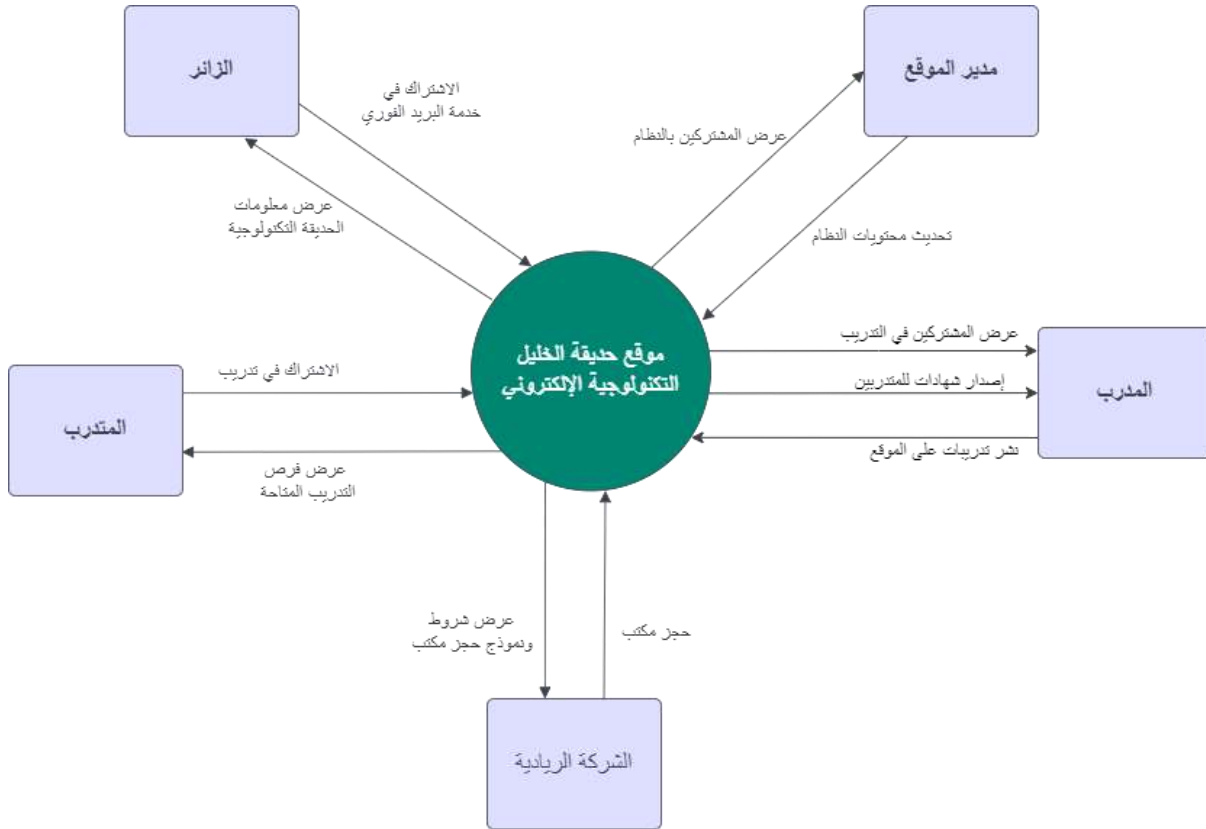 مدير الموقع
الزائر
الاشتراك في
خدمة البريد الفوري
عرض المشتركين بالنظام
عرض معلومات
الحديقة التكنولوجية
تحديث محتويات النظام
موقع حديقة الخليل
التكنولوجية الإلكتروني
عرض المشتركين في التدريب
إصدار شهادات للمتدربين
نشر تدريبات على الموقع
المدرب
الاشتراك في تدريب
المتدرب
عرض فرص
التدريب المتاحة
عرض شروط
ونموذج حجز مكتب
حجز مكتب
الشركة الريادية